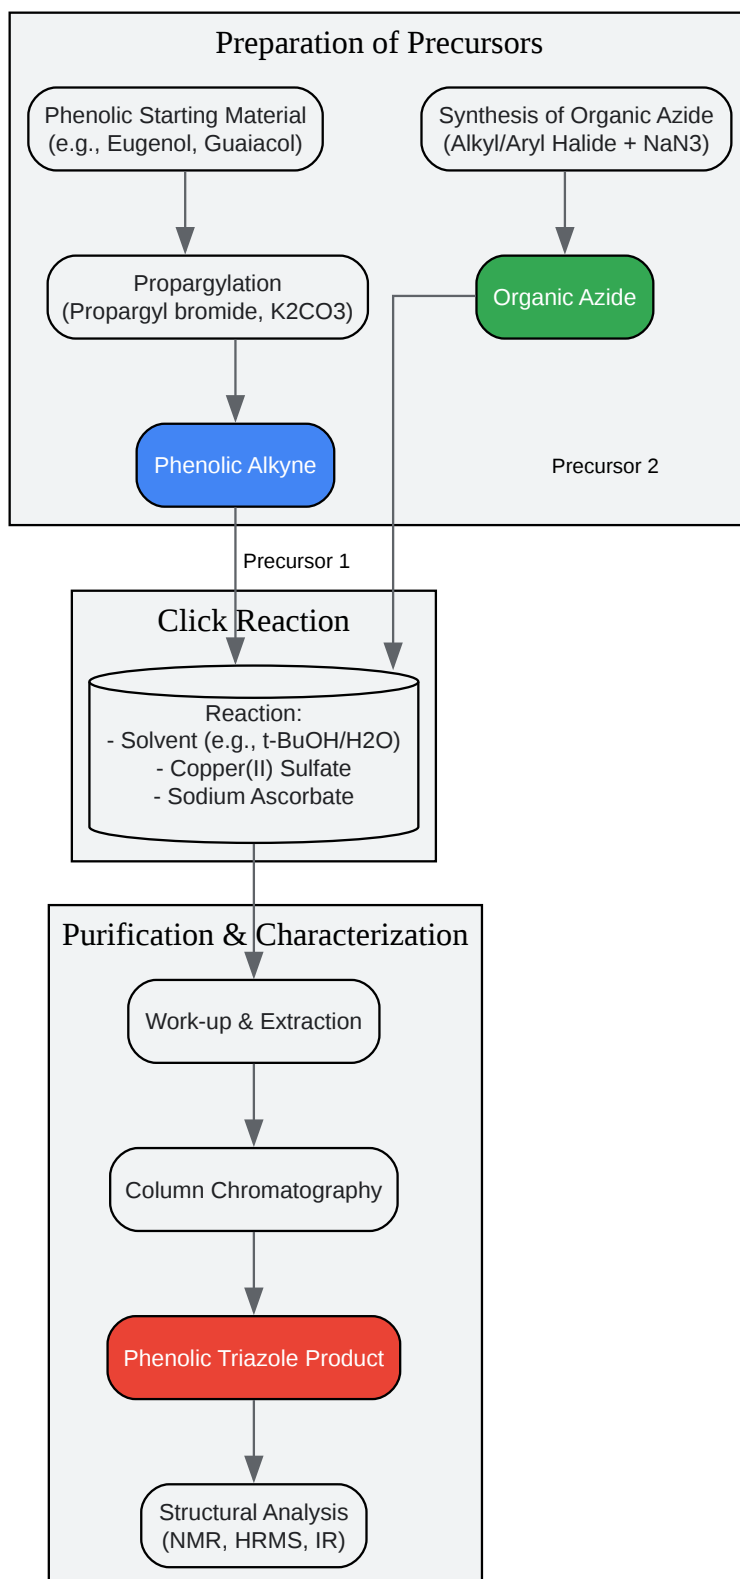 Preparation of Precursors
Phenolic Starting Material
(e.g., Eugenol, Guaiacol)
Synthesis of Organic Azide
(Alkyl/Aryl Halide + NaN3)
Propargylation
(Propargyl bromide, K2CO3)
Organic Azide
Phenolic Alkyne
Precursor 2
Precursor 1
Click Reaction
Reaction:
- Solvent (e.g., t-BuOH/H2O)
- Copper(II) Sulfate
- Sodium Ascorbate
Purification & Characterization
Work-up & Extraction
Column Chromatography
Phenolic Triazole Product
Structural Analysis
(NMR, HRMS, IR)